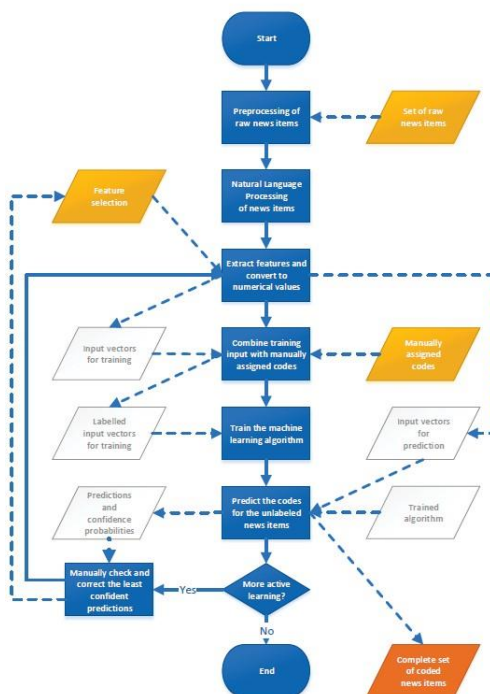 Start
Preprocessing of
raw news items
Set of raw
news items
Feature
selection
Natural Language
Processing
of news items
Extract features and
convert to
numerical values
Input vectors
for training
Combine training
input with manually
assigned codes
Manually
assigned
codes
Labelled
input vectors
for training
Train the machine
learning algorithm
Input vectors
for
prediction
Predictions
and
confidence
probabilities
Predict the codes
for the unlabeled
news items
Trained
algorithm
Manually check and
correct the least
confident
predictions
Yes
More active
learning?
No
End
Complete set
of coded
news items